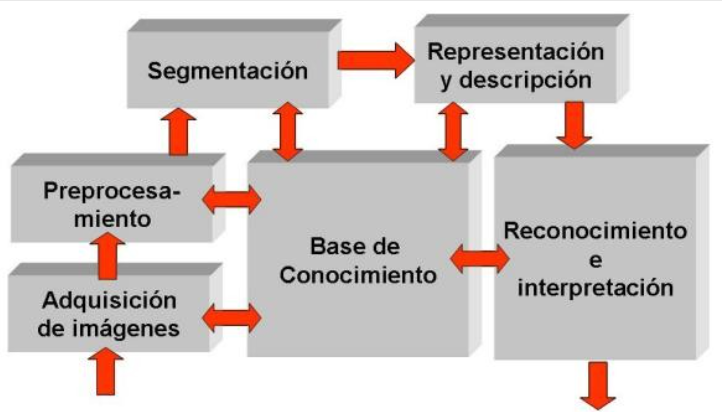 Segmentación
Representación
y descripción
Preprocesa-
miento
Base de
Conocimiento
Reconocimiento
e
interpretación
Adquisición
de imágenes